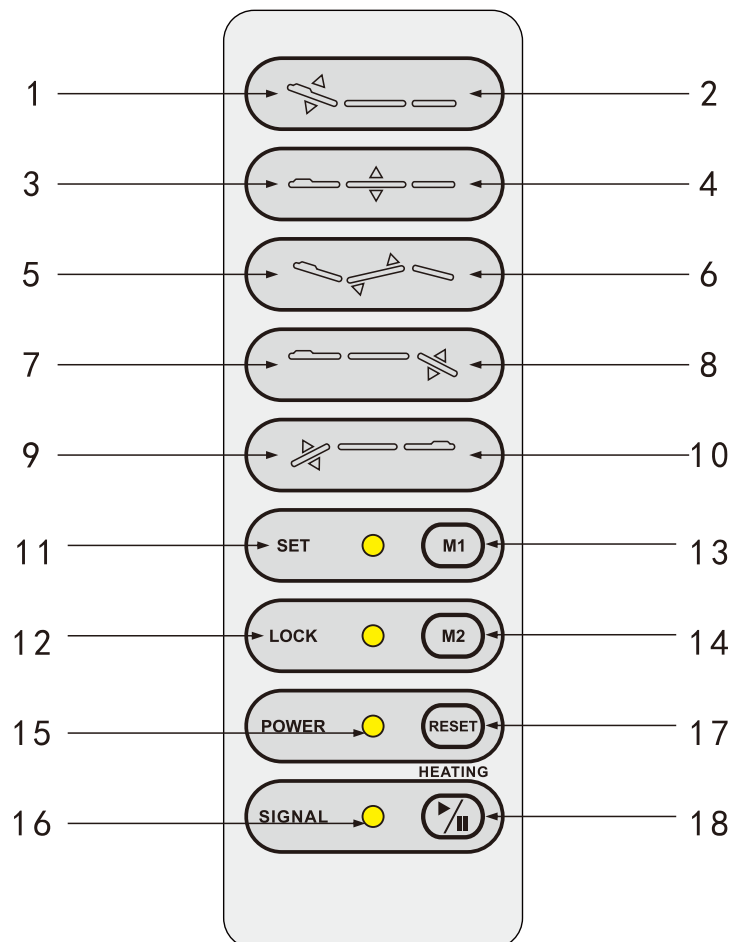 1 2
3 4
5 6
7 8
9 10
11 SET M1 13
12 LOCK M2 14
15 POWER RESET 17
HEATING
16 SIGNAL 18